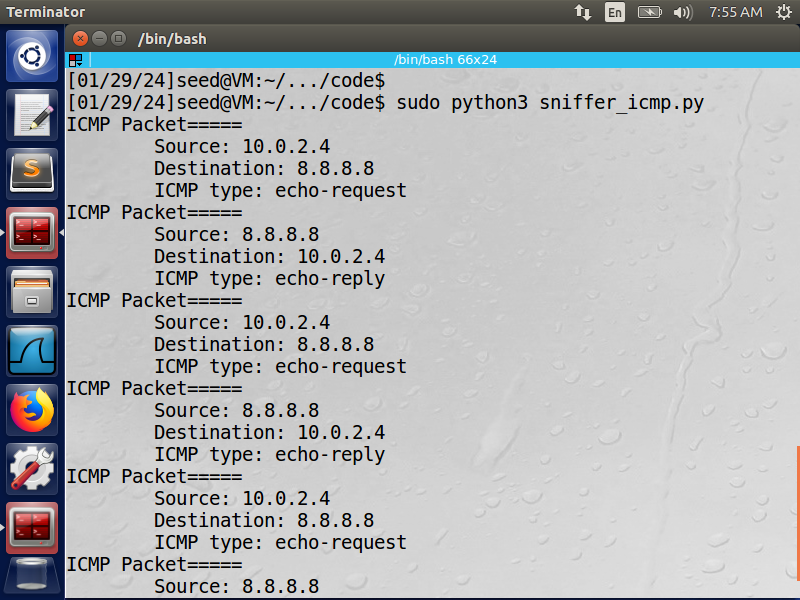 Terminator
En
7:55 AM
/bin/bash
/bin/bash 66x24
[01/29/24]seed@VM:~/.../code$
[01/29/24]seed@VM:~/.../code$ sudo python3 sniffer_icmp.py
ICMP Packet=====
Source: 10.0.2.4
Destination: 8.8.8.8
ICMP type: echo-request
ICMP Packet=====
Source: 8.8.8.8
Destination: 10.0.2.4
ICMP type: echo-reply
ICMP Packet=====
Source: 10.0.2.4
Destination: 8.8.8.8
ICMP type: echo-request
ICMP Packet=====
Source: 8.8.8.8
Destination: 10.0.2.4
ICMP type: echo-reply
ICMP Packet=====
Source: 10.0.2.4
Destination: 8.8.8.8
ICMP type: echo-request
ICMP Packet=====
Source: 8.8.8.8